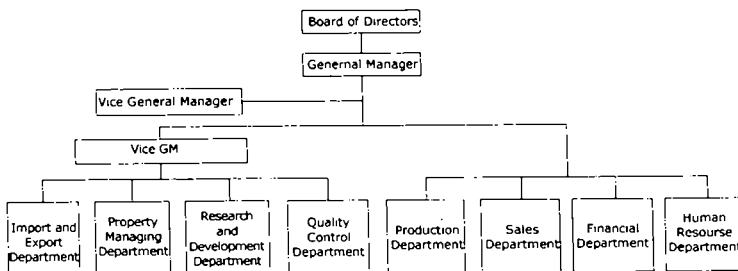 Board of Directors
Genernal Manager
Vice General Manager
Vice GM
Import and
Export
Department
Property
Managing
Department
Research
and
Development
Department
Quality
Control
Department
Production
Department
Sales
Department
Financial
Department
Human
Resourse
Department